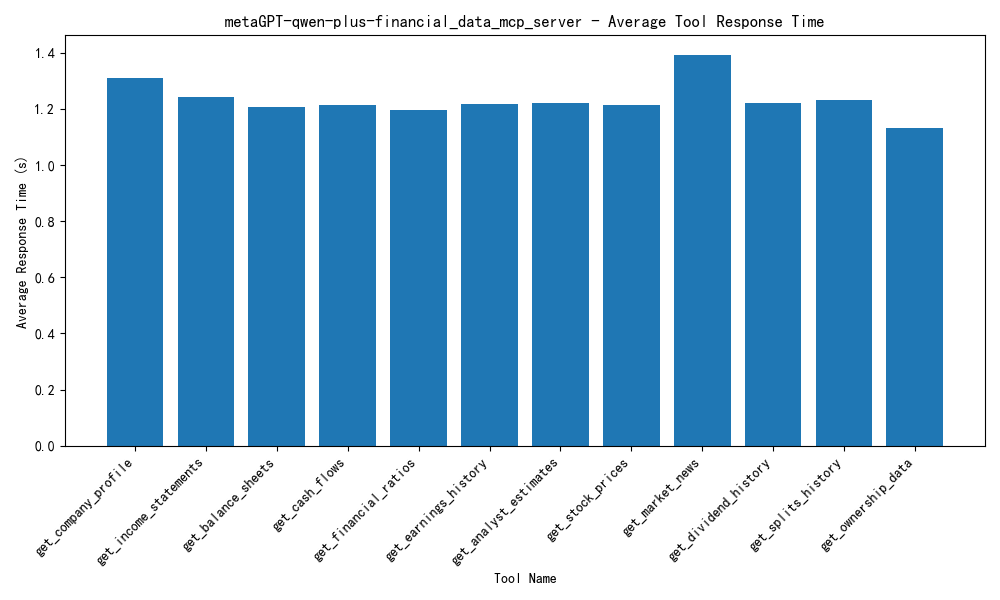 metaGPT-qwen-plus-financial_data_mcp_server - Average Tool Response Time
Average Response Time (s)
1.4
1.2
1.0
0.8
0.6
0.4
0.2
0.0
get_company_profile
get_income_statements
get_balance_sheets
get_cash_flows
get_financial_ratios
get_earnings_history
get_analyst_estimates
get_stock_prices
get_market_news
get_dividend_history
get_splits_history
get_ownership_data
Tool Name